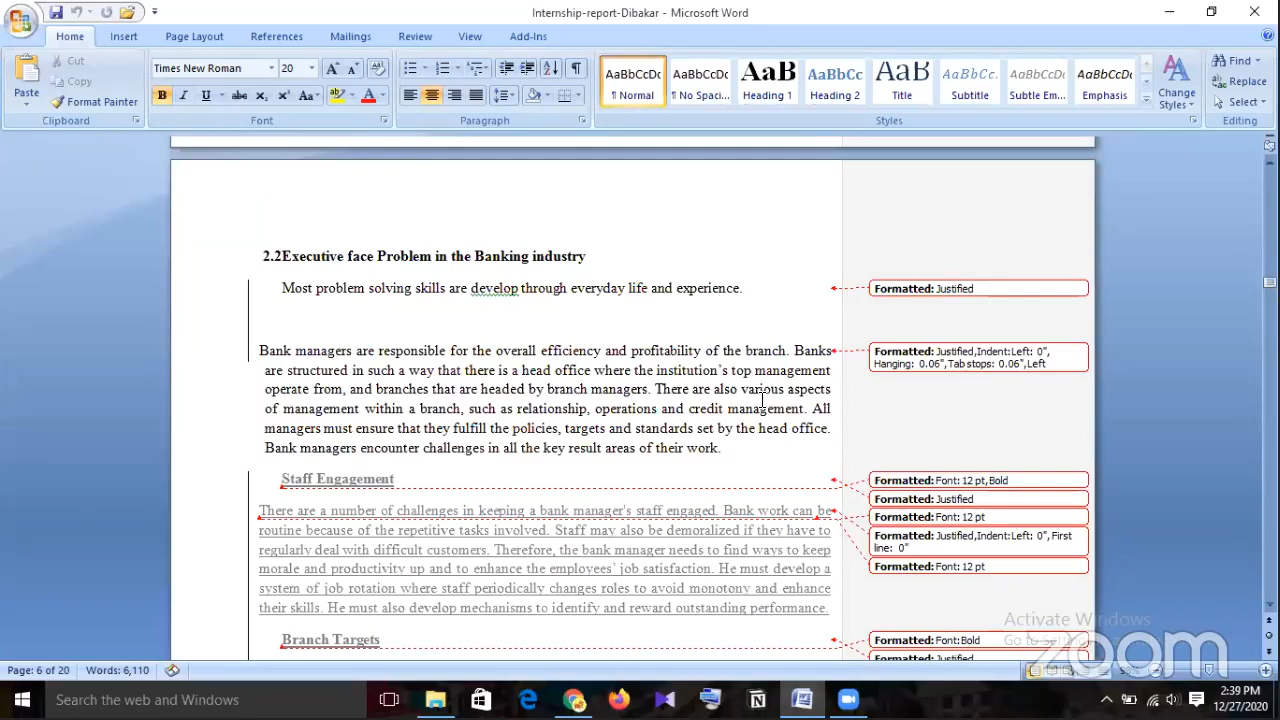 Internship-report-Dibakar - Microsoft Word
Home Insert Page Layout References Mailings Review View Add-Ins
Paste
Cut
Copy
Format Painter
Clipboard
Times New Roman 20
Font
Paragraph
AaBbCcDc AaBbCcDc AaBbC AaBbCc AaBb AaBbCc. AaBbCcDc AaBbCcDc
¶ Normal ¶ No Spaci... Heading 1 Heading 2 Title Subtitle Subtle Em... Emphasis
Change Styles
Styles
Find
Replace
Select
Editing
2.2Executive face Problem in the Banking industry
Most problem solving skills are develop through everyday life and experience.
Formatted: Justified
Bank managers are responsible for the overall efficiency and profitability of the branch. Banks
are structured in such a way that there is a head office where the institution's top management
operate from, and branches that are headed by branch managers. There are also various aspects
of management within a branch, such as relationship, operations and credit management. All
managers must ensure that they fulfill the policies, targets and standards set by the head office.
Bank managers encounter challenges in all the key result areas of their work.
Formatted: Justified,Indent:Left: 0",
Hanging: 0.06",Tab stops: 0.06",Left
Staff Engagement
There are a number of challenges in keeping a bank manager's staff engaged. Bank work can be
routine because of the repetitive tasks involved. Staff may also be demoralized if they have to
regularly deal with difficult customers. Therefore, the bank manager needs to find ways to keep
morale and productivity up and to enhance the employees' job satisfaction. He must develop a
system of job rotation where staff periodically changes roles to avoid monotony and enhance
their skills. He must also develop mechanisms to identify and reward outstanding performance.
Formatted: Font: 12 pt,Bold
Formatted: Justified
Formatted: Font: 12 pt
Formatted: Justified,Indent:Left: 0", First
line: 0"
Formatted: Font: 12 pt
Branch Targets
Formatted: Font:Bold
Formatted: Justified
Activate Windows
zoom
Page: 6 of 20 Words: 6,110
Search the web and Windows
2:39 PM
12/27/2020